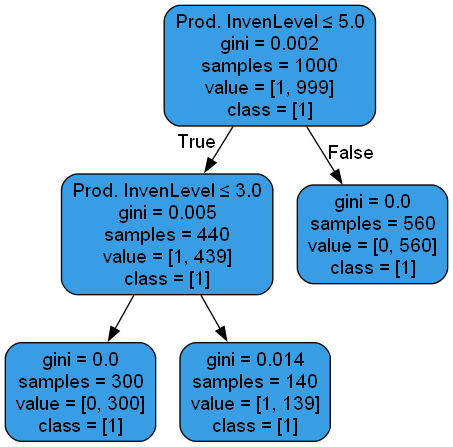 Prod. InvenLevel ≤ 5.0
gini = 0.002
samples = 1000
value = [1, 999]
class = [1]
True
False
Prod. InvenLevel ≤ 3.0
gini = 0.005
samples = 440
value = [1, 439]
class = [1]
gini = 0.0
samples = 560
value = [0, 560]
class = [1]
gini = 0.0
samples = 300
value = [0, 300]
class = [1]
gini = 0.014
samples = 140
value = [1, 139]
class = [1]